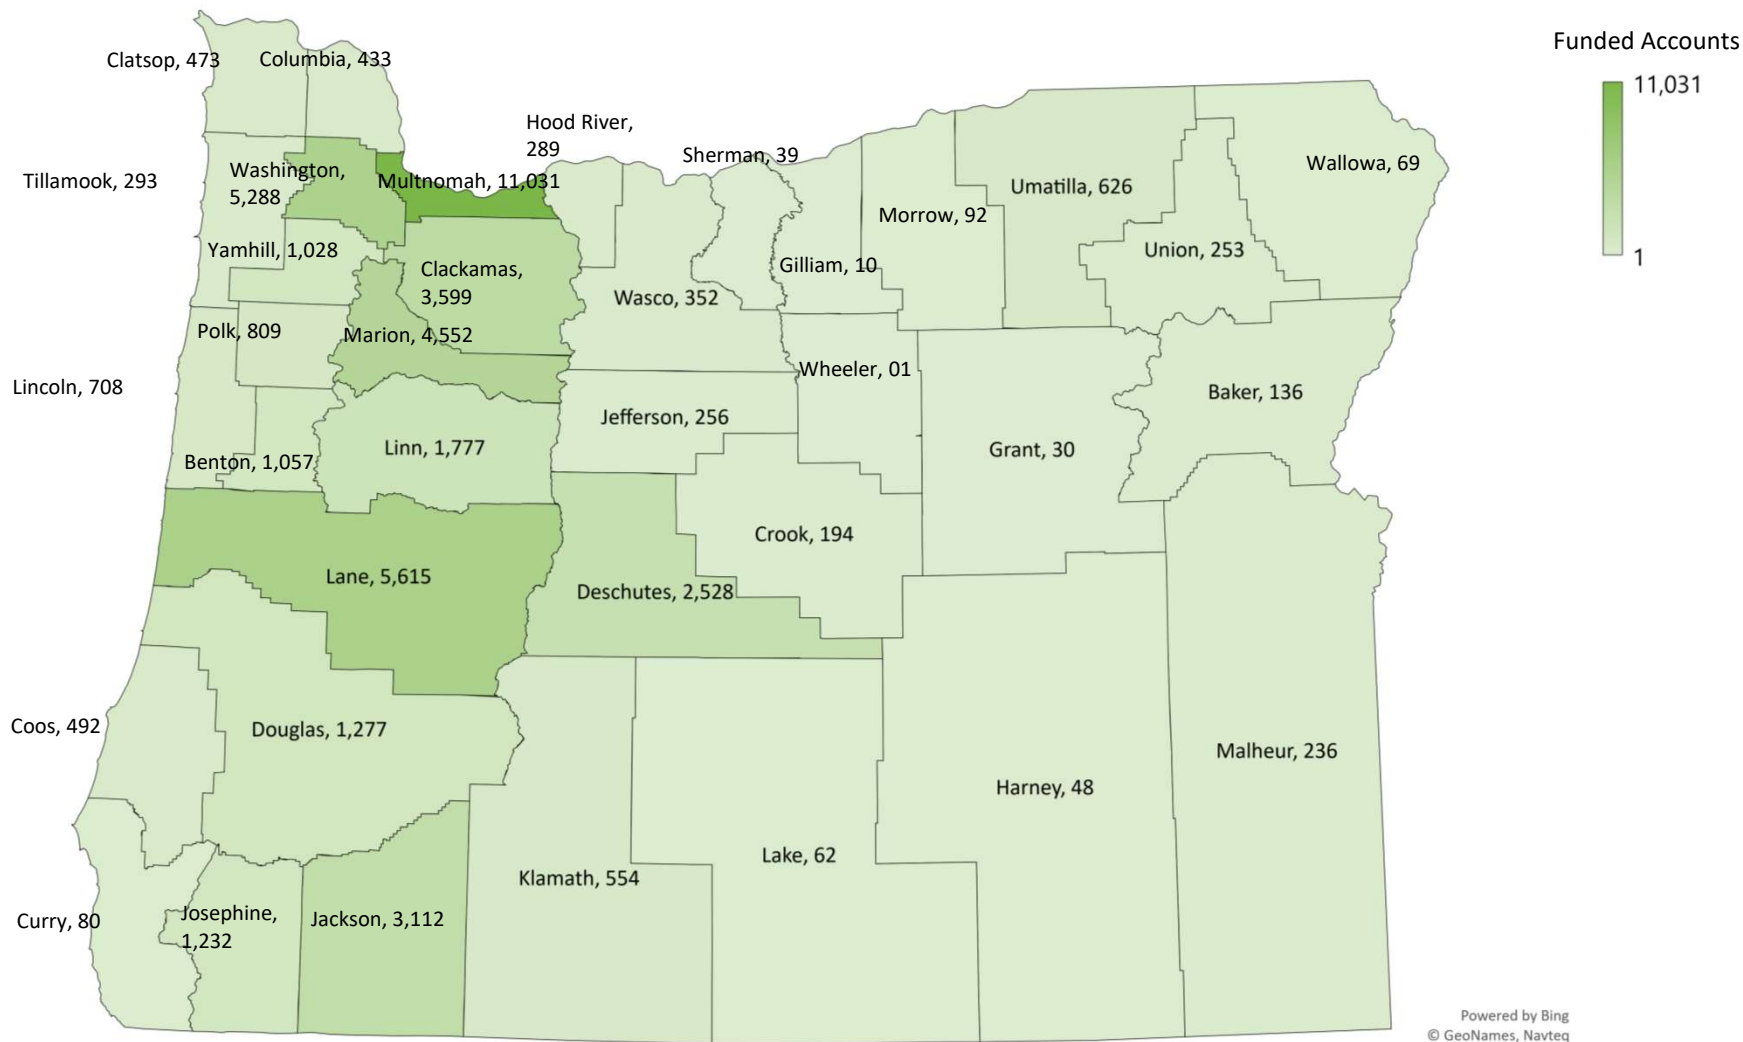 Funded Accounts
11,031
1
Clatsop, 473
Columbia, 433
Hood River,
289
Sherman, 39
Wallowa, 69
Tillamook, 293
Washington,
5,288
Multnomah, 11,031
Umatilla, 626
Morrow, 92
Union, 253
Yamhill, 1,028
Clackamas,
3,599
Gilliam, 10
Wasco, 352
Polk, 809
Marion, 4,552
Wheeler, 01
Lincoln, 708
Baker, 136
Jefferson, 256
Linn, 1,777
Grant, 30
Benton, 1,057
Crook, 194
Lane, 5,615
Deschutes, 2,528
Coos, 492
Douglas, 1,277
Malheur, 236
Harney, 48
Lake, 62
Klamath, 554
Curry, 80
Josephine,
1,232
Jackson, 3,112
Powered by Bing
© GeoNames, Navteq